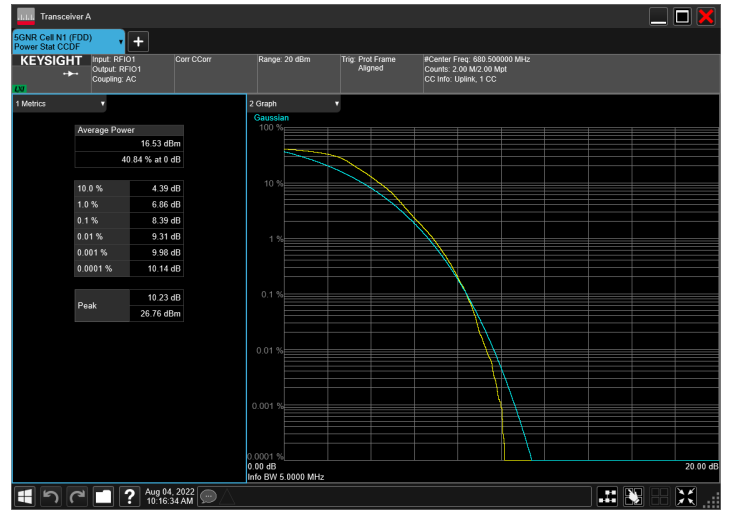 Transceiver A
5GNR Cell N1 (FDD)
Power Stat CCDF
KEYSIGHT
LXI
Input: RFIO1
Output: RFIO1
Coupling: AC
Corr CCorr
Range: 20 dBm
Trig: Prot Frame
Aligned
#Center Freq: 680.500000 MHz
Counts: 2.00 M/2.00 Mpt
CC Info: Uplink, 1 CC
1 Metrics
Average Power
16.53 dBm
40.84 % at 0 dB
10.0 % 4.39 dB
1.0 % 6.86 dB
0.1 % 8.39 dB
0.01 % 9.31 dB
0.001 % 9.98 dB
0.0001 % 10.14 dB
Peak
10.23 dB
26.76 dBm
2 Graph
Gaussian
100 %
10 %
1 %
0.1 %
0.01 %
0.001 %
0.0001 %
0.00 dB
20.00 dB
Info BW 5.0000 MHz
?
Aug 04, 2022
10:16:34 AM